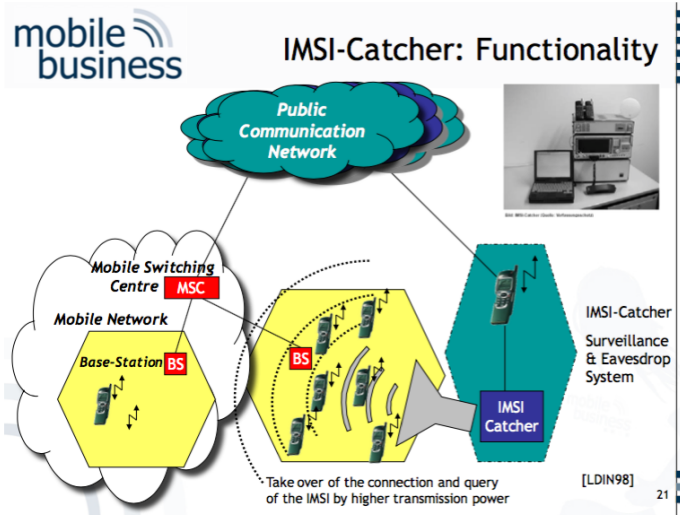 mobile
business
IMSI-Catcher: Functionality
Public
Communication
Network
Mobile Switching
Centre
MSC
Mobile Network
Base-Station
BS
BS
IMSI
Catcher
IMSI-Catcher
Surveillance
& Eavesdrop
System
Take over of the connection and query
of the IMSI by higher transmission power
[LDIN98]
21